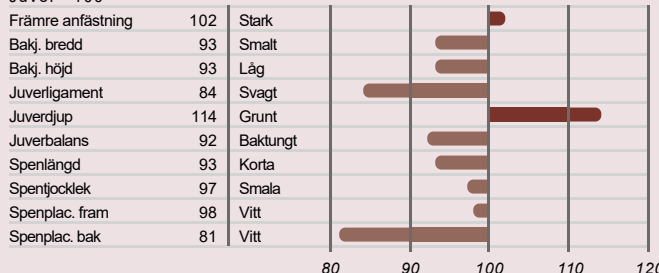 Främre anfästning 102 Stark
Bakj. bredd 93 Smalt
Bakj. höjd 93 Låg
Juverligament 84 Svagt
Juverdjup 114 Grunt
Juverbalans 92 Baktungt
Spenlängd 93 Korta
Spentjocklek 97 Smala
Spenplac. fram 98 Vitt
Spenplac. bak 81 Vitt
80 90 100 110 120